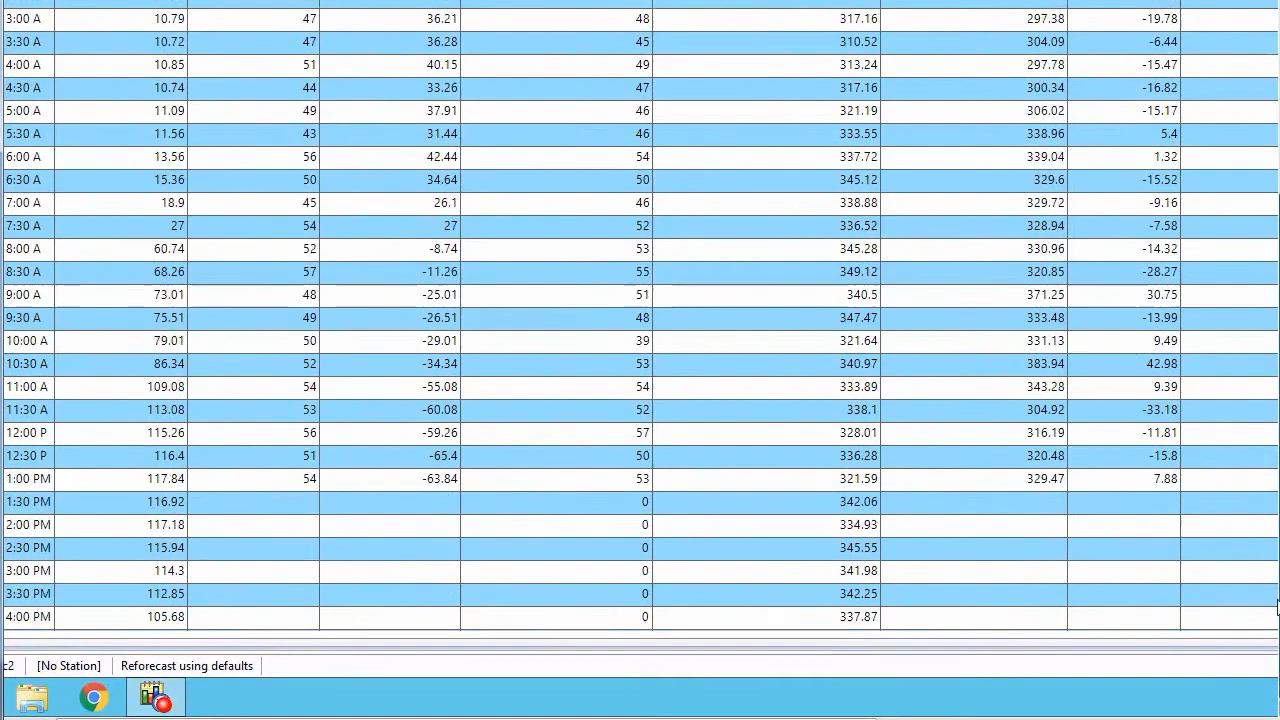 3:00 A 10.79 47 36.21 48 317.16 297.38 -19.78
3:30 A 10.72 47 36.28 45 310.52 304.09 -6.44
4:00 A 10.85 51 40.15 49 313.24 297.78 -15.47
4:30 A 10.74 44 33.26 47 317.16 300.34 -16.82
5:00 A 11.09 49 37.91 46 321.19 306.02 -15.17
5:30 A 11.56 43 31.44 46 333.55 338.96 5.4
6:00 A 13.56 56 42.44 54 337.72 339.04 1.32
6:30 A 15.36 50 34.64 50 345.12 329.6 -15.52
7:00 A 18.9 45 26.1 46 338.88 329.72 -9.16
7:30 A 27 54 27 52 336.52 328.94 -7.58
8:00 A 60.74 52 -8.74 53 345.28 330.96 -14.32
8:30 A 68.26 57 -11.26 55 349.12 320.85 -28.27
9:00 A 73.01 48 -25.01 51 340.5 371.25 30.75
9:30 A 75.51 49 -26.51 48 347.47 333.48 -13.99
10:00 A 79.01 50 -29.01 39 321.64 331.13 9.49
10:30 A 86.34 52 -34.34 53 340.97 383.94 42.98
11:00 A 109.08 54 -55.08 54 333.89 343.28 9.39
11:30 A 113.08 53 -60.08 52 338.1 304.92 -33.18
12:00 P 115.26 56 -59.26 57 328.01 316.19 -11.81
12:30 P 116.4 51 -65.4 50 336.28 320.48 -15.8
1:00 PM 117.84 54 -63.84 53 321.59 329.47 7.88
1:30 PM 116.92 0 342.06
2:00 PM 117.18 0 334.93
2:30 PM 115.94 0 345.55
3:00 PM 114.3 0 341.98
3:30 PM 112.85 0 342.25
4:00 PM 105.68 0 337.87
[No Station] Reforecast using defaults